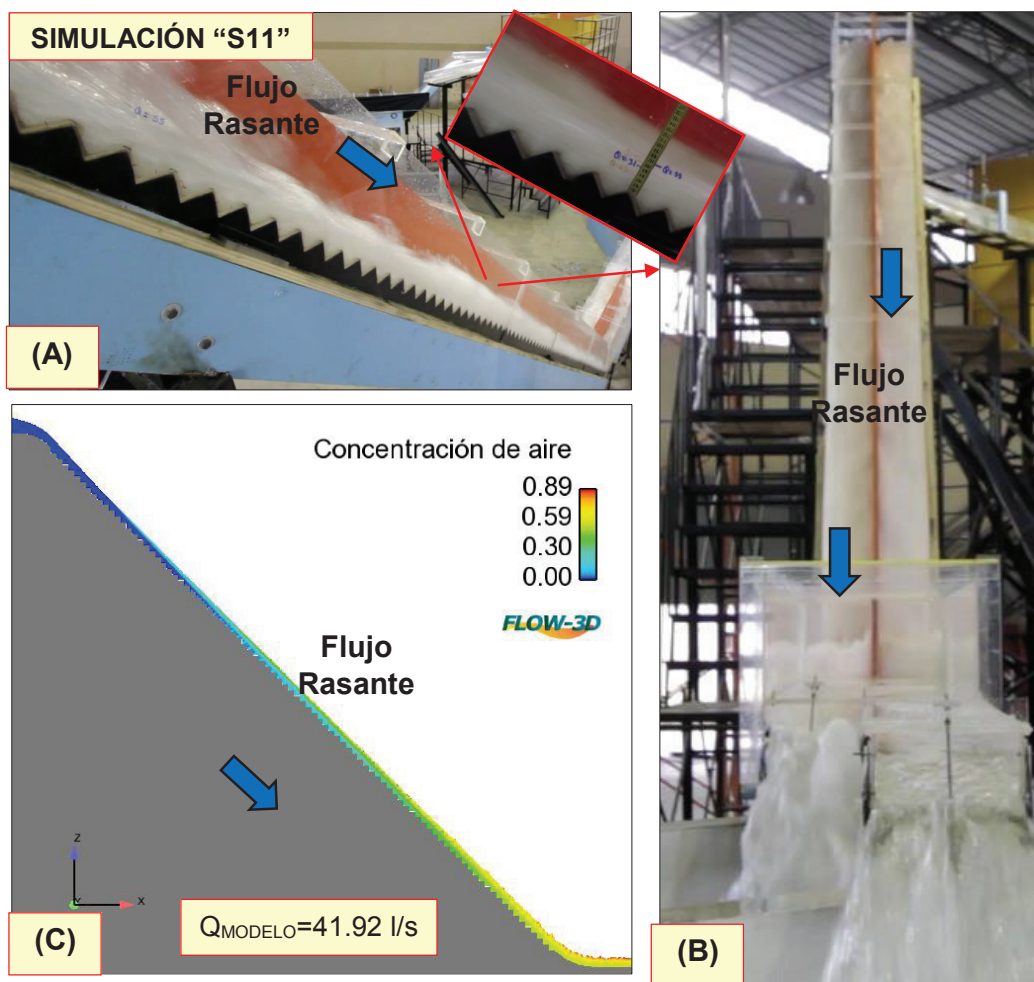 SIMULACIÓN “S11”
Flujo
Rasante
(A)
Flujo
Rasante
(B)
Concentración de aire
0.89
0.59
0.30
0.00
FLOW-3D
Flujo
Rasante
z
x
QMODELO=41.92 l/s
(C)